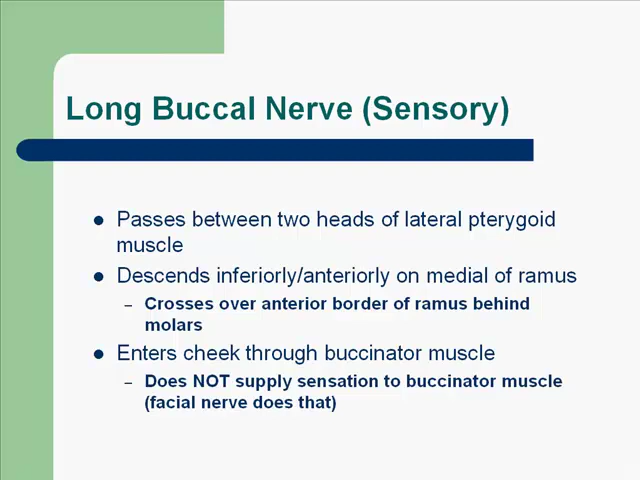 Long Buccal Nerve (Sensory)
● Passes between two heads of lateral pterygoid
muscle
● Descends inferiorly/anteriorly on medial of ramus
– Crosses over anterior border of ramus behind
molars
● Enters cheek through buccinator muscle
– Does NOT supply sensation to buccinator muscle
(facial nerve does that)